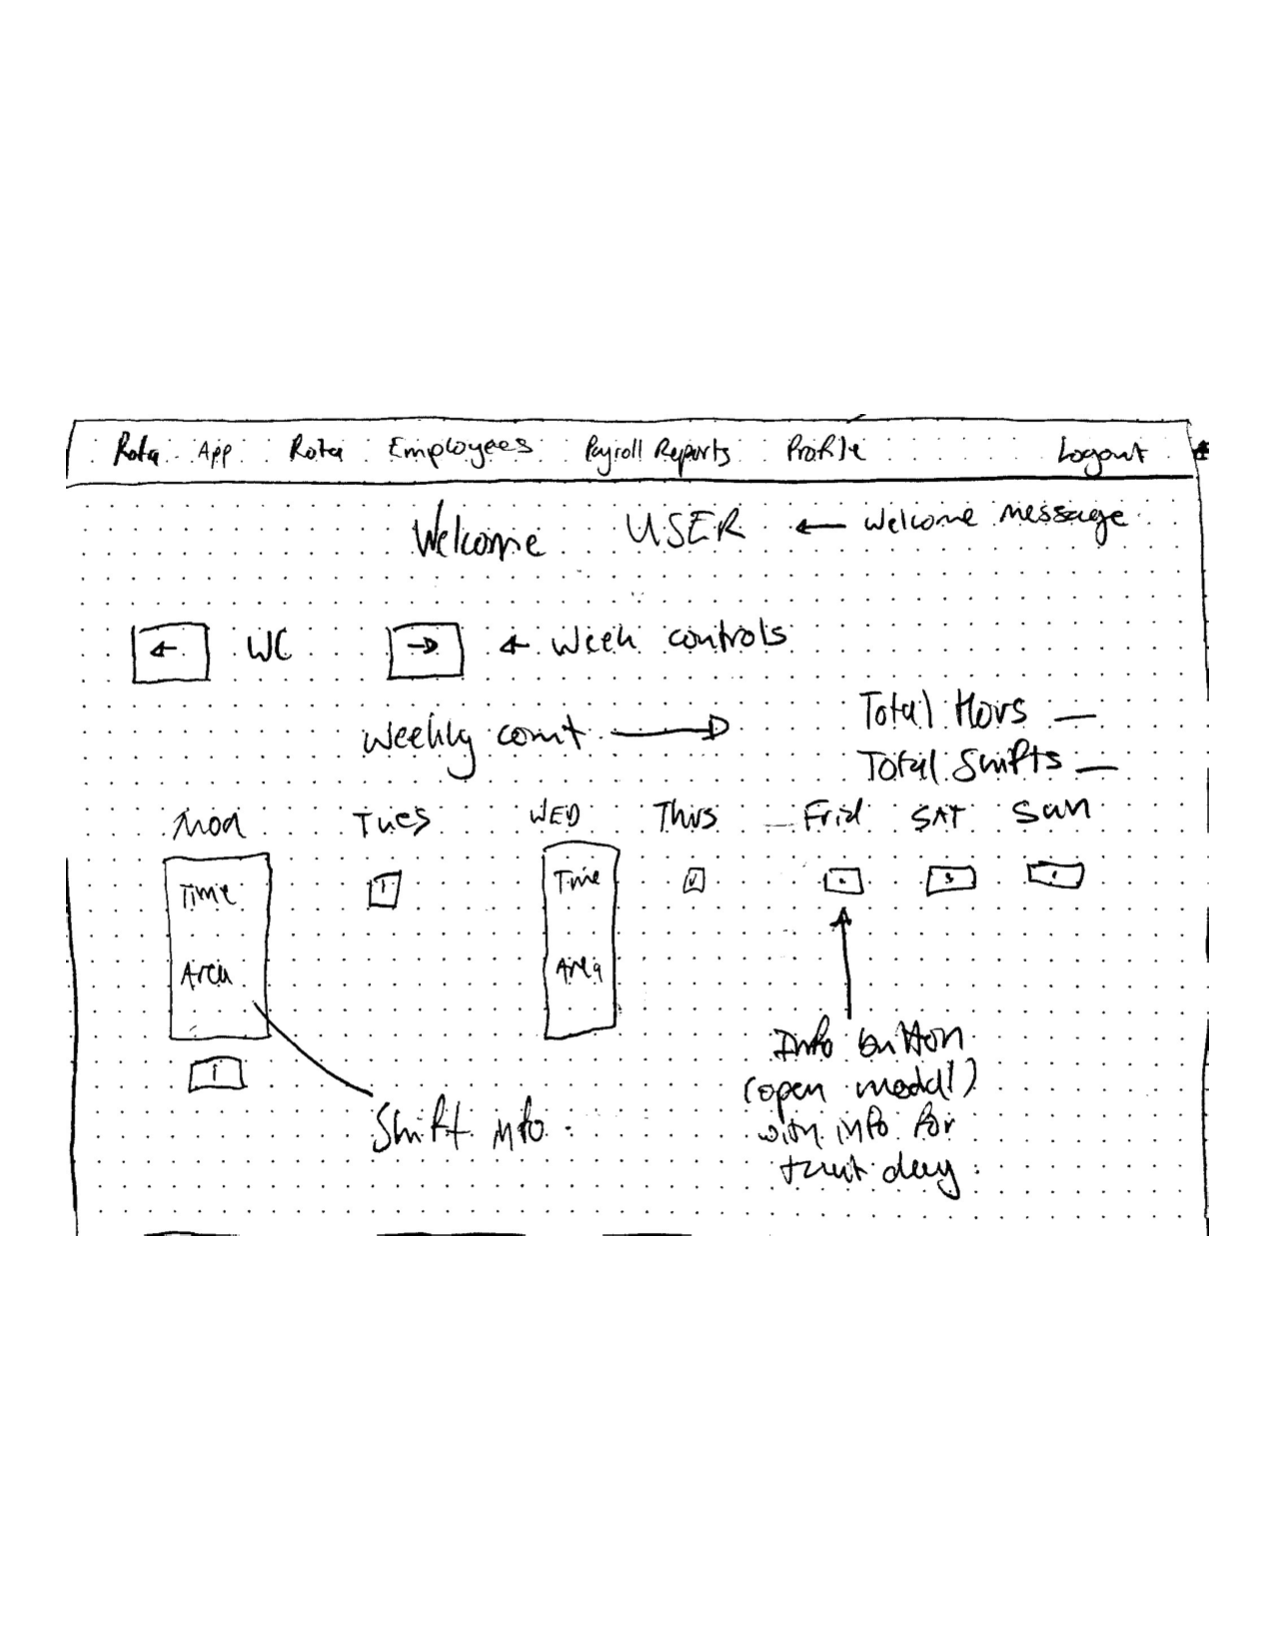 Rota App Rota Employees Payroll Reports Profile Logout
Welcome USER ← Welcome message
← WC → ← Week controls
Weekly count → Total Hours —
Total Shifts —
Mon Tues WED Thurs Frid SAT Sun
Time i Time i
Area Area
i
Shift info
Info button
(open modal)
with info for
that day